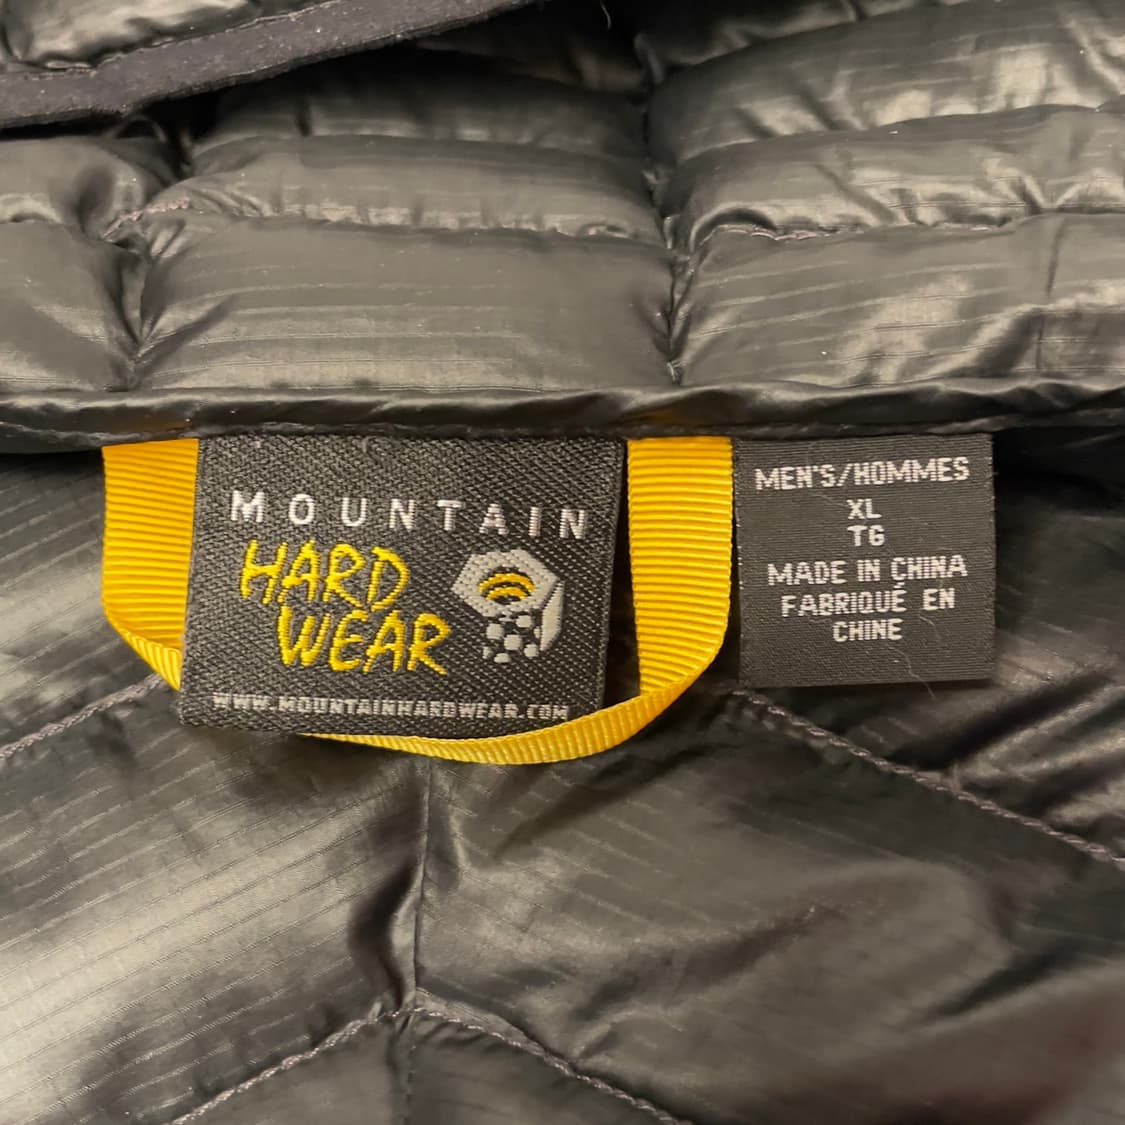 MOUNTAIN
HARD
WEAR
WWW.MOUNTAINHARDWEAR.COM
MEN'S/HOMMES
XL
TG
MADE IN CHINA
FABRIQUÉ EN
CHINE